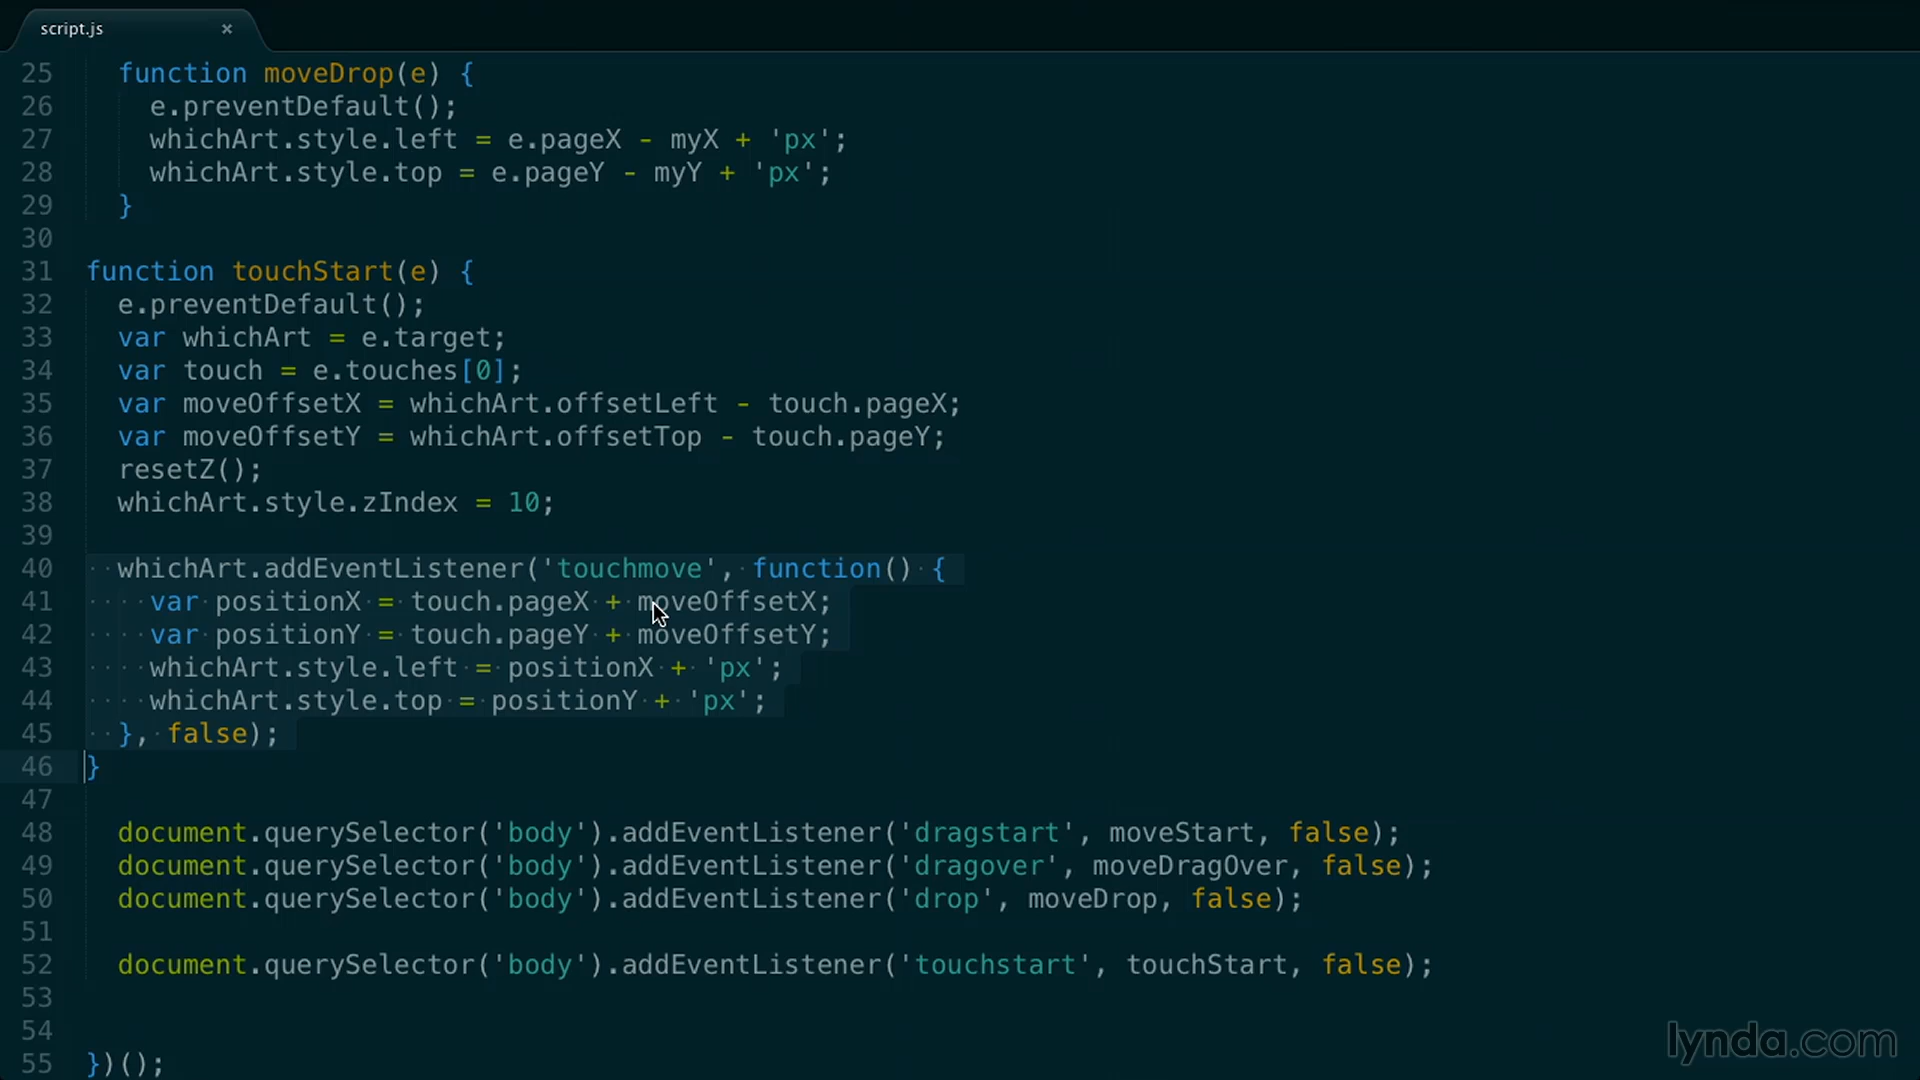 script.js ×
25 function moveDrop(e) {
26 e.preventDefault();
27 whichArt.style.left = e.pageX - myX + 'px';
28 whichArt.style.top = e.pageY - myY + 'px';
29 }
30
31 function touchStart(e) {
32 e.preventDefault();
33 var whichArt = e.target;
34 var touch = e.touches[0];
35 var moveOffsetX = whichArt.offsetLeft - touch.pageX;
36 var moveOffsetY = whichArt.offsetTop - touch.pageY;
37 resetZ();
38 whichArt.style.zIndex = 10;
39
40 whichArt.addEventListener('touchmove', function() {
41 var positionX = touch.pageX + moveOffsetX;
42 var positionY = touch.pageY + moveOffsetY;
43 whichArt.style.left = positionX + 'px';
44 whichArt.style.top = positionY + 'px';
45 }, false);
46 }
47
48 document.querySelector('body').addEventListener('dragstart', moveStart, false);
49 document.querySelector('body').addEventListener('dragover', moveDragOver, false);
50 document.querySelector('body').addEventListener('drop', moveDrop, false);
51
52 document.querySelector('body').addEventListener('touchstart', touchStart, false);
53
54
55 })();
lynda.com